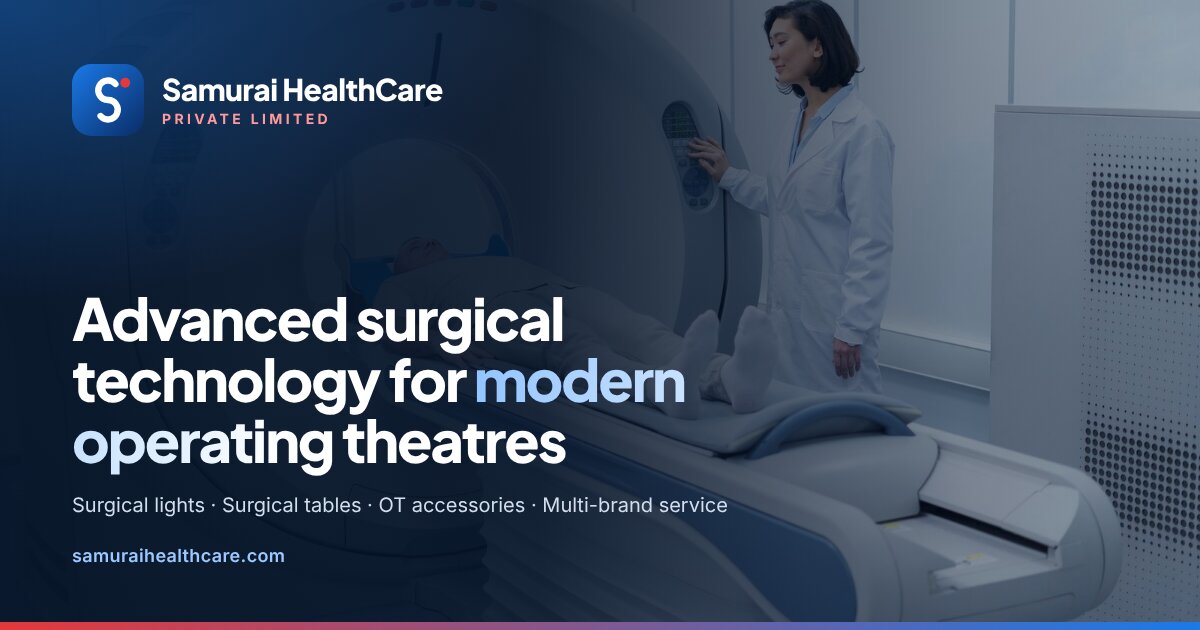 S
Samurai HealthCare
PRIVATE LIMITED
Advanced surgical
technology for modern
operating theatres
Surgical lights · Surgical tables · OT accessories · Multi-brand service
samuraihealthcare.com